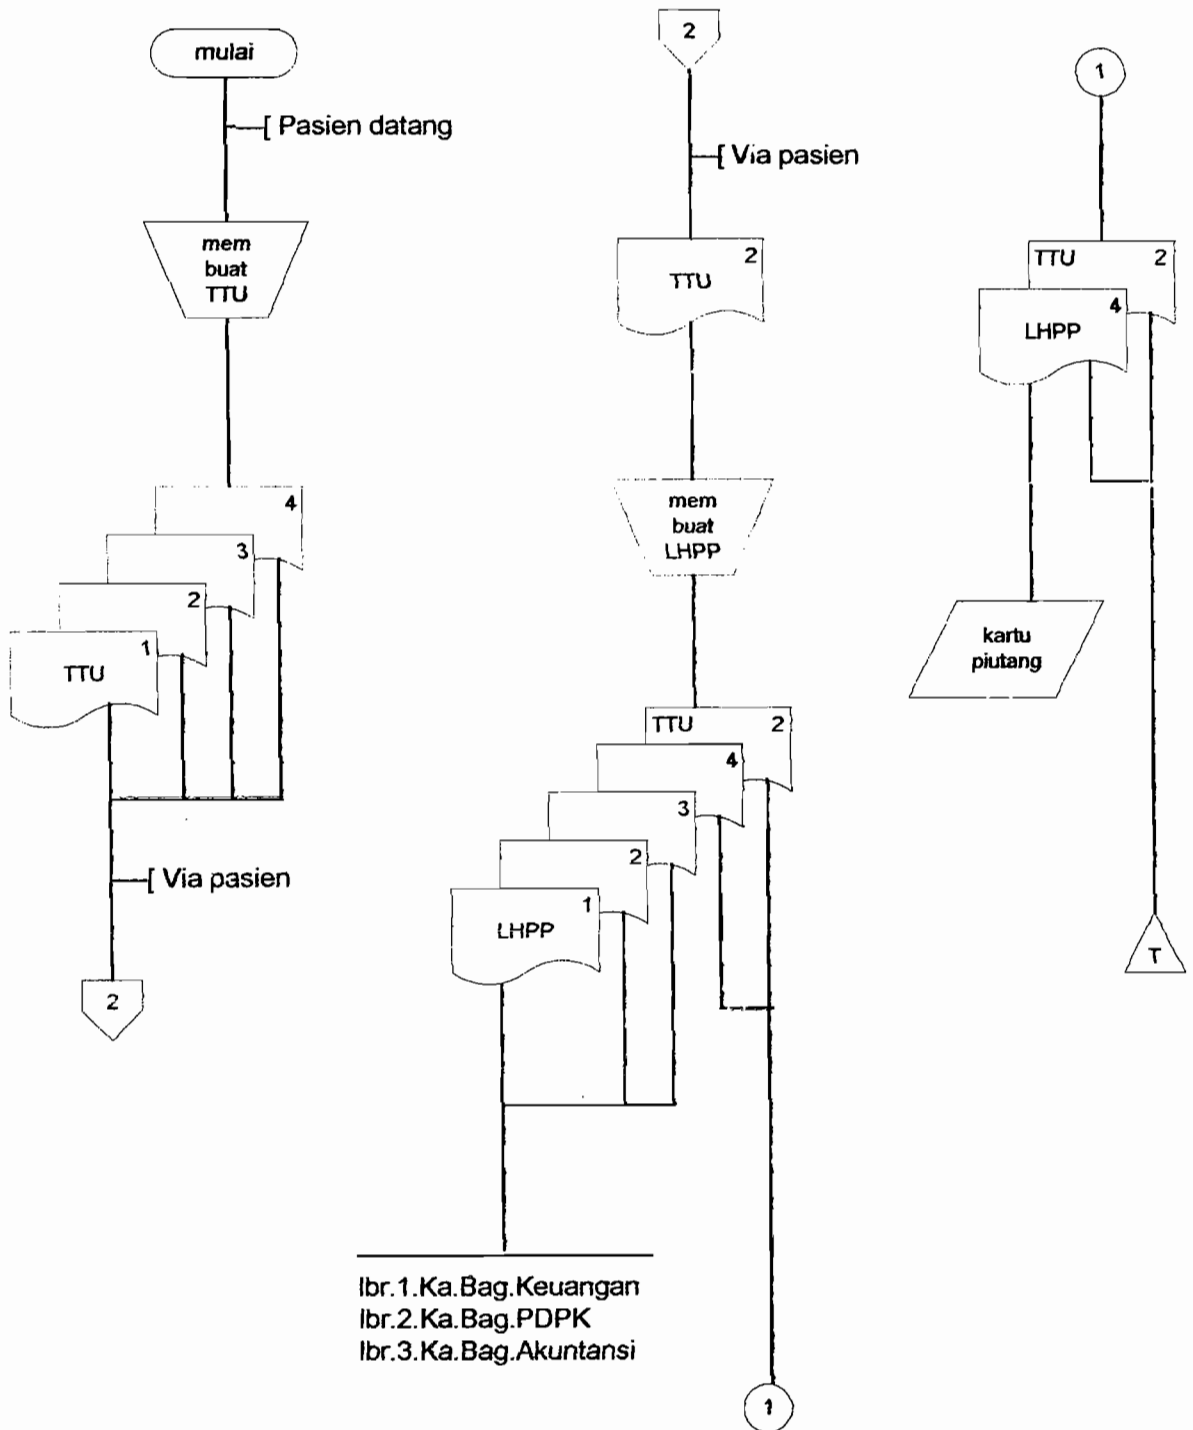 mulai
[ Pasien datang
mem
buat
TTU
4
3
2
1
TTU
[ Via pasien
2
2
[ Via pasien
2
TTU
mem
buat
LHPP
TTU 2
4
3
2
1
LHPP
lbr.1.Ka.Bag.Keuangan
lbr.2.Ka.Bag.PDPK
lbr.3.Ka.Bag.Akuntansi
1
1
TTU 2
4
LHPP
kartu
piutang
T